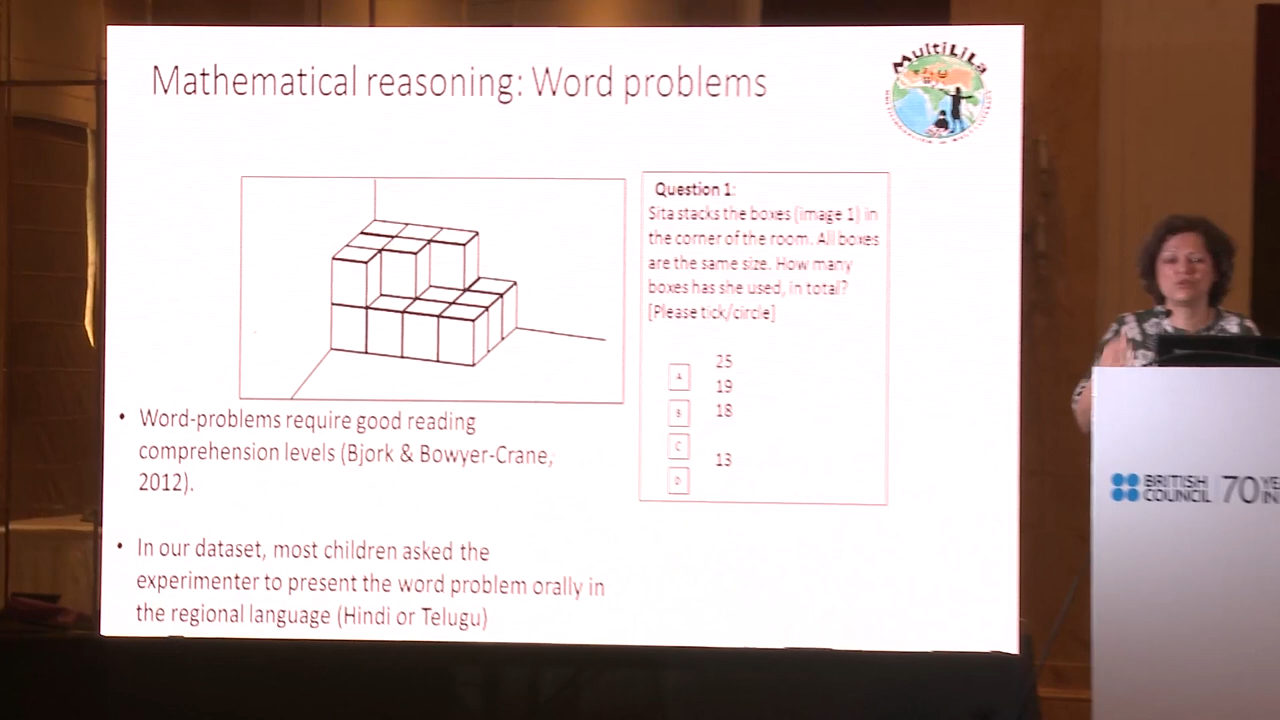 Mathematical reasoning: Word problems
MultiLiLa
Question 1:
Sita stacks the boxes (image 1) in
the corner of the room. All boxes
are the same size. How many
boxes has she used, in total?
[Please tick/circle]
A
B
C
D
25
19
18
13
• Word-problems require good reading
comprehension levels (Bjork & Bowyer-Crane,
2012).
• In our dataset, most children asked the
experimenter to present the word problem orally in
the regional language (Hindi or Telugu)
BRITISH
COUNCIL
70
IN